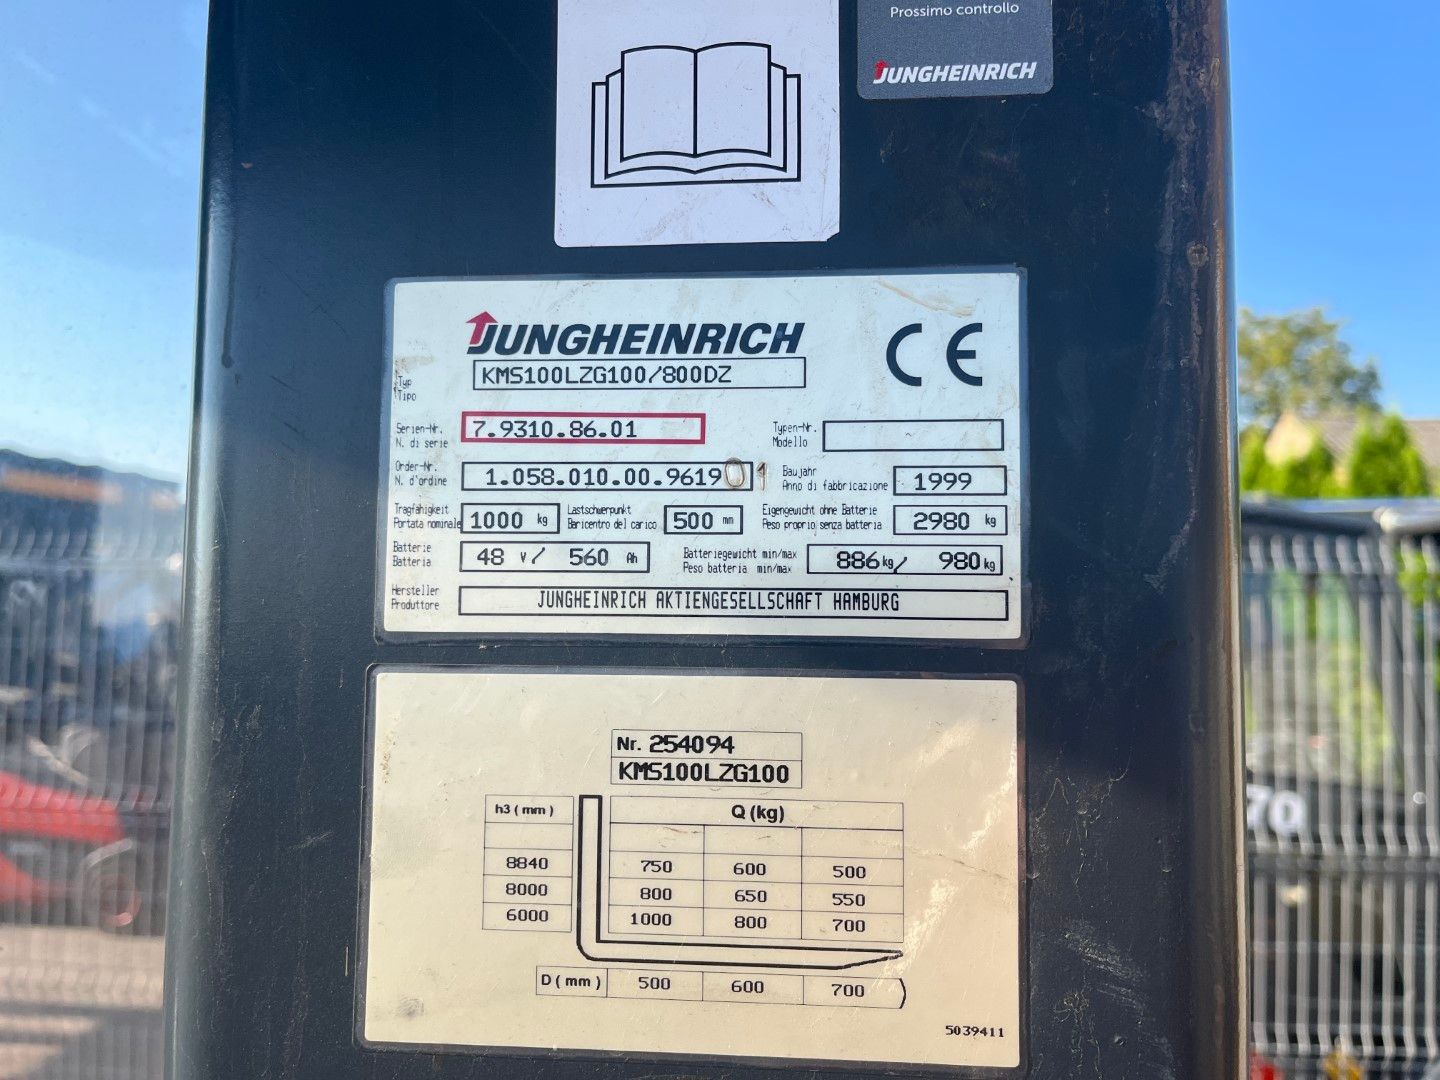 Prossimo controllo
JUNGHEINRICH
JUNGHEINRICH
CE
Typ
Tipo
KMS100LZG100/800DZ
Serien-Nr.
N. di serie
7.9310.86.01
Typen-Nr.
Modello
Order-Nr.
N. d'ordine
1.058.010.00.9619 01
Baujahr
Anno di fabbricazione
1999
Tragfähigkeit
Portata nominale
1000 kg
Lastschwerpunkt
Baricentro del carico
500 mm
Eigengewicht ohne Batterie
Peso proprio senza batteria
2980 kg
Batterie
Batteria
48 V/ 560 Ah
Batteriegewicht min/max
Peso batteria min/max
886 kg/ 980 kg
Hersteller
Produttore
JUNGHEINRICH AKTIENGESELLSCHAFT HAMBURG
Nr. 254094
KMS100LZG100
h3 (mm) Q (kg)
8840 750 600 500
8000 800 650 550
6000 1000 800 700
D (mm) 500 600 700
5039411
70